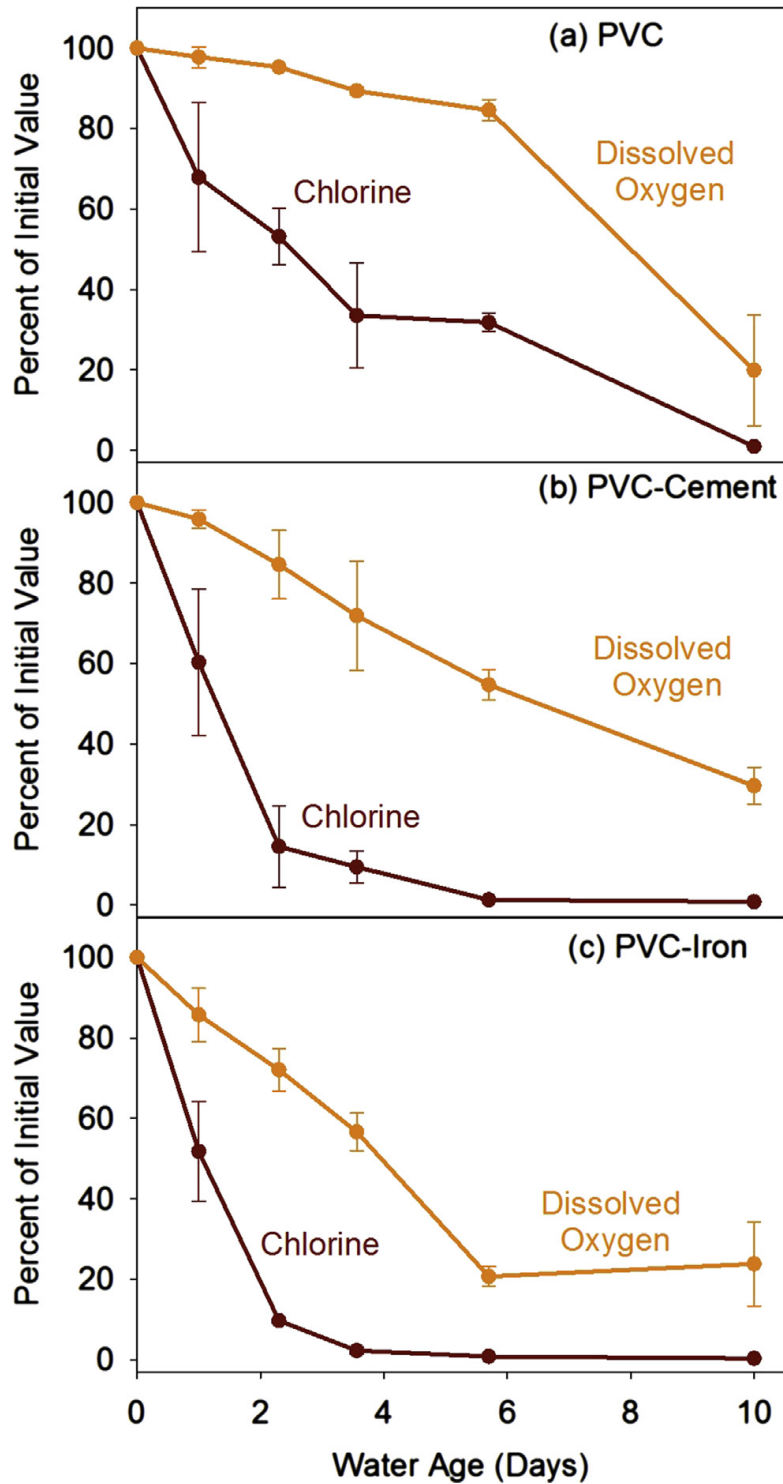 (a) PVC
100
80
60
40
20
0
Percent of Initial Value
Dissolved
Oxygen
Chlorine
(b) PVC-Cement
100
80
60
40
20
0
Percent of Initial Value
Dissolved
Oxygen
Chlorine
(c) PVC-Iron
100
80
60
40
20
0
Percent of Initial Value
Dissolved
Oxygen
Chlorine
0 2 4 6 8 10
Water Age (Days)